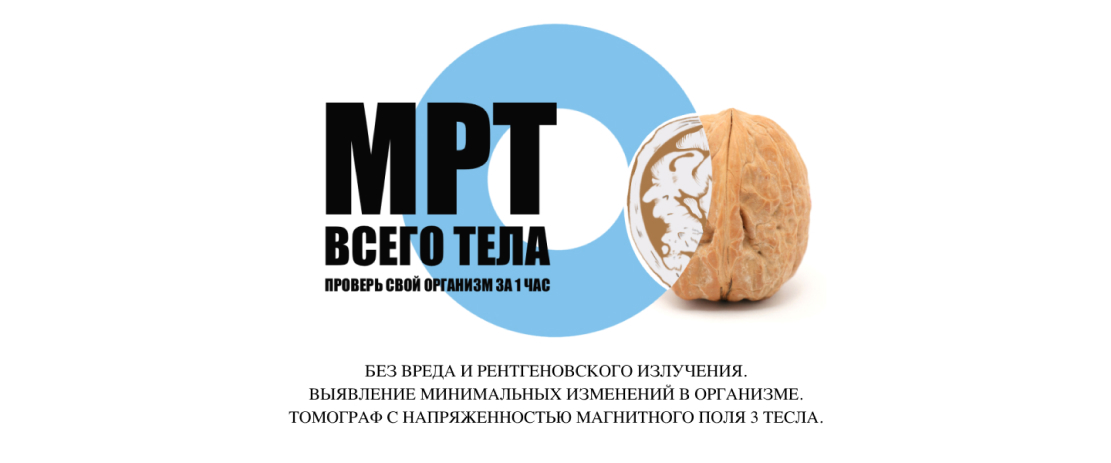 МРТ
ВСЕГО ТЕЛА
ПРОВЕРЬ СВОЙ ОРГАНИЗМ ЗА 1 ЧАС
БЕЗ ВРЕДА И РЕНТГЕНОВСКОГО ИЗЛУЧЕНИЯ.
ВЫЯВЛЕНИЕ МИНИМАЛЬНЫХ ИЗМЕНЕНИЙ В ОРГАНИЗМЕ.
ТОМОГРАФ С НАПРЯЖЕННОСТЬЮ МАГНИТНОГО ПОЛЯ 3 ТЕСЛА.